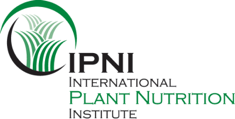 IPNI
INTERNATIONAL
PLANT NUTRITION
INSTITUTE